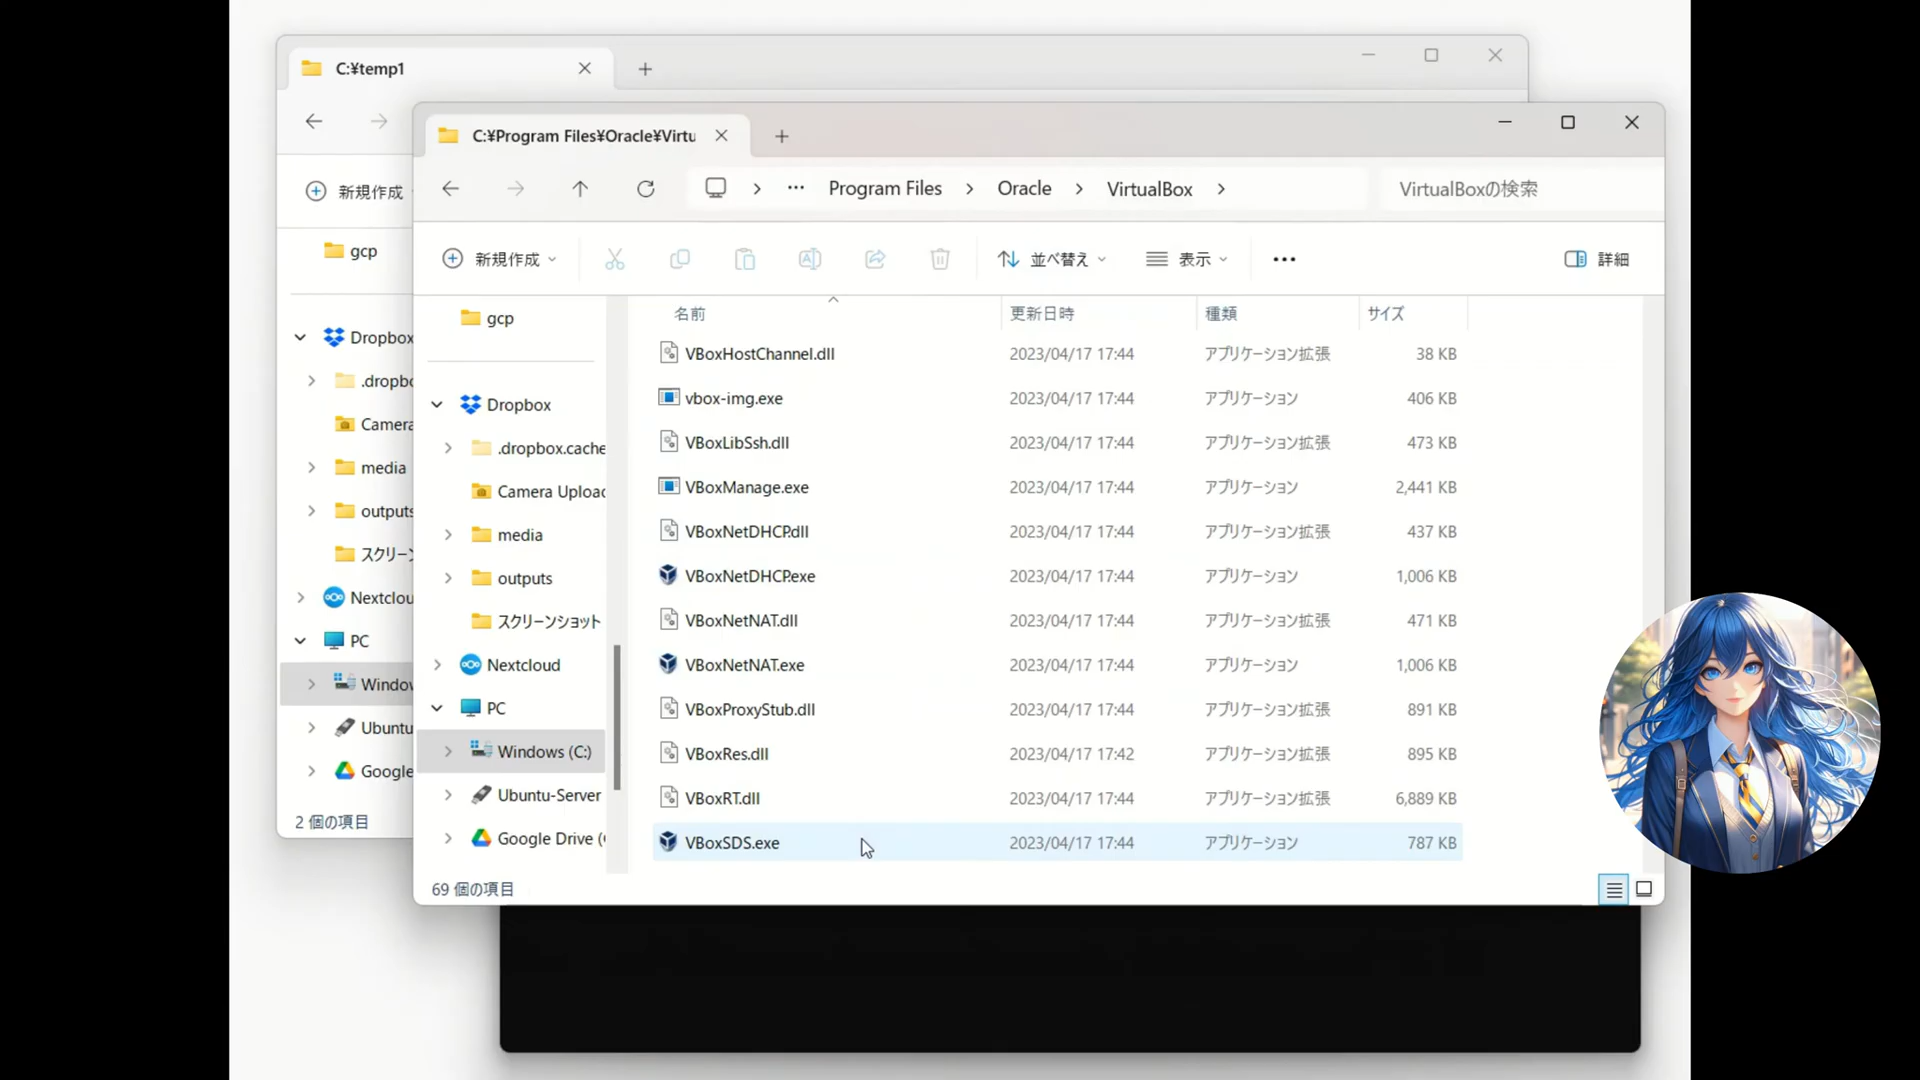 C:¥temp1
新規作成
gcp
Dropbox
.dropbo
Camera
media
outputs
スクリーン
Nextclou
PC
Window
Ubuntu
Google
2 個の項目
C:¥Program Files¥Oracle¥Virtu
… Program Files Oracle VirtualBox
VirtualBoxの検索
新規作成 並べ替え 表示 詳細
gcp
Dropbox
.dropbox.cache
Camera Upload
media
outputs
スクリーンショット
Nextcloud
PC
Windows (C:)
Ubuntu-Server
Google Drive (
名前 更新日時 種類 サイズ
VBoxHostChannel.dll 2023/04/17 17:44 アプリケーション拡張 38 KB
vbox-img.exe 2023/04/17 17:44 アプリケーション 406 KB
VBoxLibSsh.dll 2023/04/17 17:44 アプリケーション拡張 473 KB
VBoxManage.exe 2023/04/17 17:44 アプリケーション 2,441 KB
VBoxNetDHCP.dll 2023/04/17 17:44 アプリケーション拡張 437 KB
VBoxNetDHCP.exe 2023/04/17 17:44 アプリケーション 1,006 KB
VBoxNetNAT.dll 2023/04/17 17:44 アプリケーション拡張 471 KB
VBoxNetNAT.exe 2023/04/17 17:44 アプリケーション 1,006 KB
VBoxProxyStub.dll 2023/04/17 17:44 アプリケーション拡張 891 KB
VBoxRes.dll 2023/04/17 17:42 アプリケーション拡張 895 KB
VBoxRT.dll 2023/04/17 17:44 アプリケーション拡張 6,889 KB
VBoxSDS.exe 2023/04/17 17:44 アプリケーション 787 KB
69 個の項目